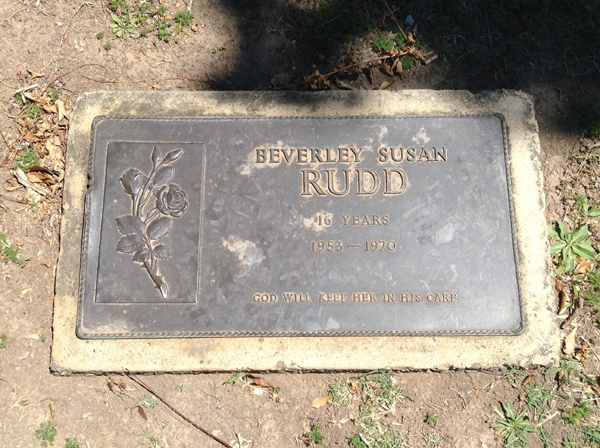 BEVERLEY SUSAN
RUDD
16 YEARS
1953 — 1970
GOD WILL KEEP HER IN HIS CARE